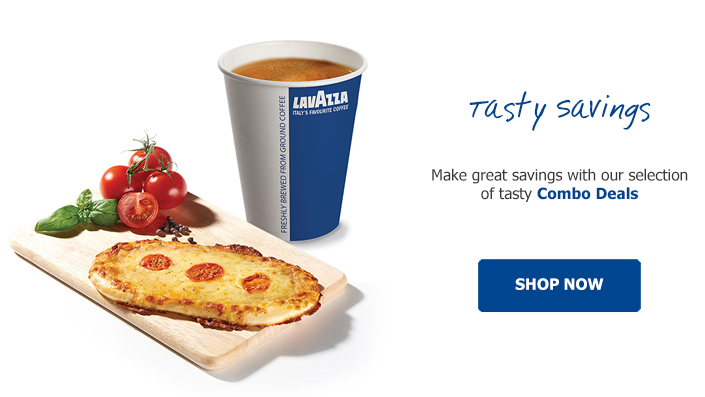 LAVAZZA
ITALY'S FAVOURITE COFFEE
FRESHLY BREWED FROM GROUND COFFEE
Tasty savings
Make great savings with our selection
of tasty Combo Deals
SHOP NOW